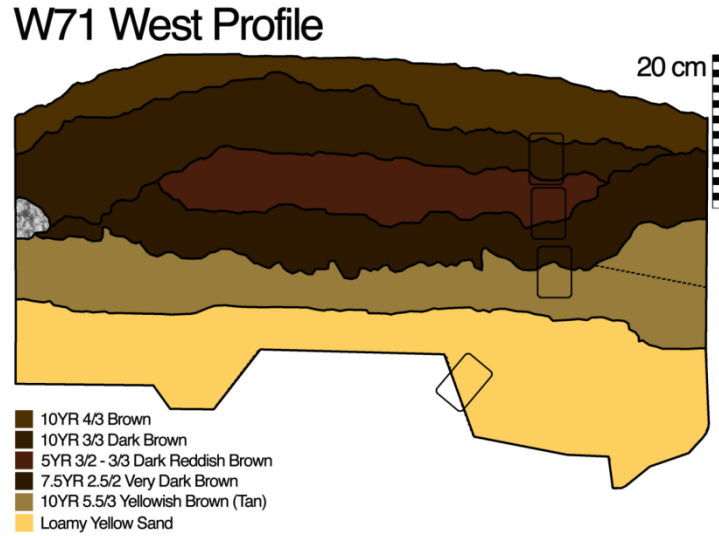 W71 West Profile
20 cm
10YR 4/3 Brown
10YR 3/3 Dark Brown
5YR 3/2 - 3/3 Dark Reddish Brown
7.5YR 2.5/2 Very Dark Brown
10YR 5.5/3 Yellowish Brown (Tan)
Loamy Yellow Sand